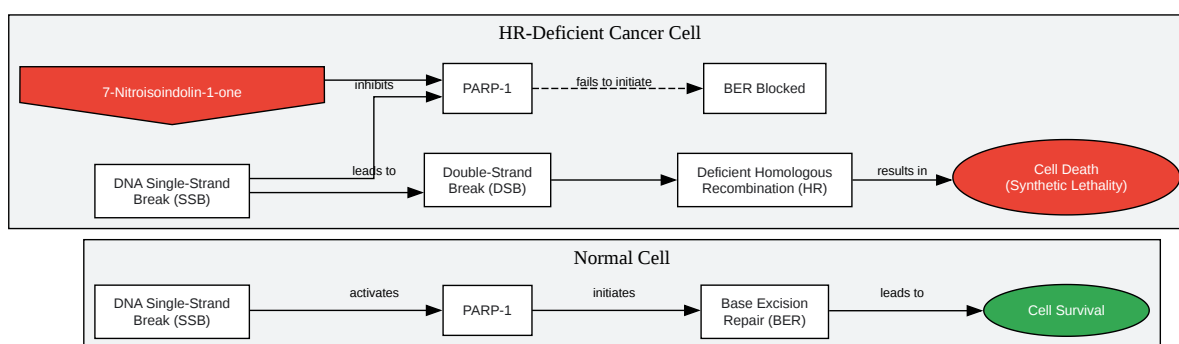 HR-Deficient Cancer Cell
7-Nitroisoindolin-1-one
inhibits
PARP-1
fails to initiate
BER Blocked
DNA Single-Strand
Break (SSB)
leads to
Double-Strand
Break (DSB)
Deficient Homologous
Recombination (HR)
results in
Cell Death
(Synthetic Lethality)
Normal Cell
DNA Single-Strand
Break (SSB)
activates
PARP-1
initiates
Base Excision
Repair (BER)
leads to
Cell Survival